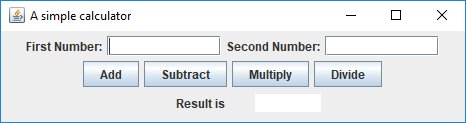 A simple calculator
First Number: Second Number:
Add Subtract Multiply Divide
Result is